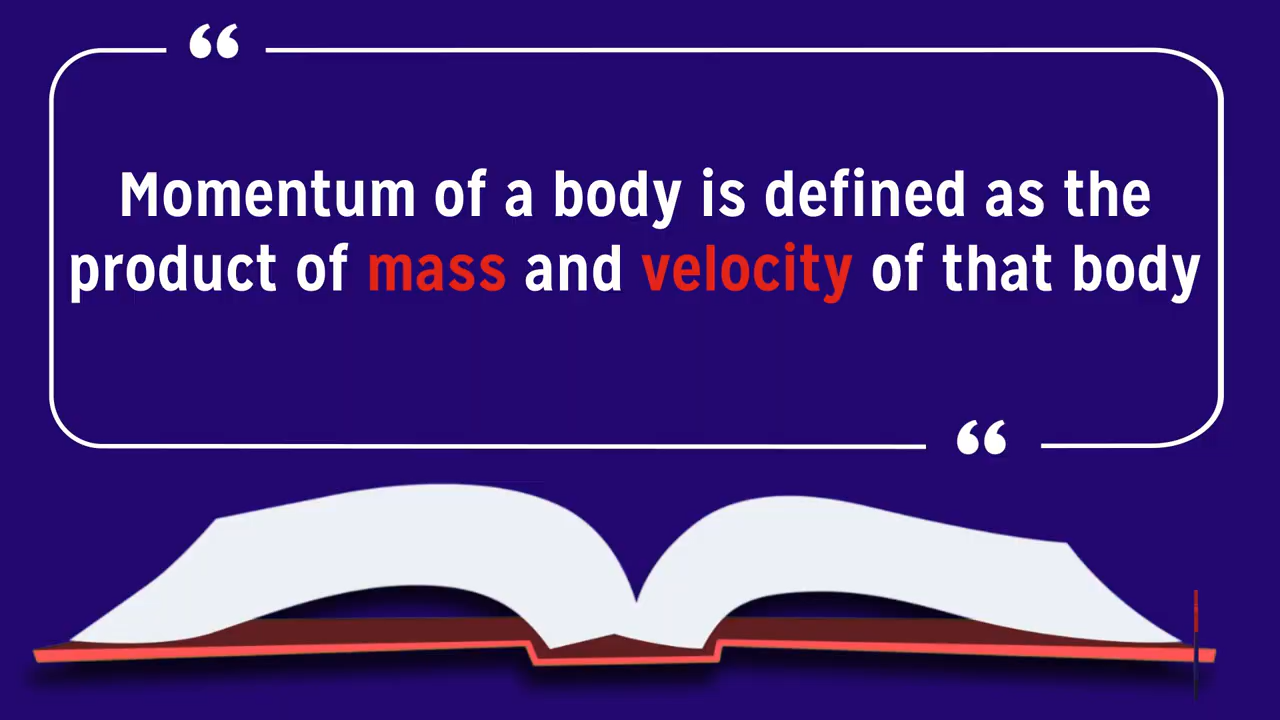 “
Momentum of a body is defined as the
product of mass and velocity of that body
“